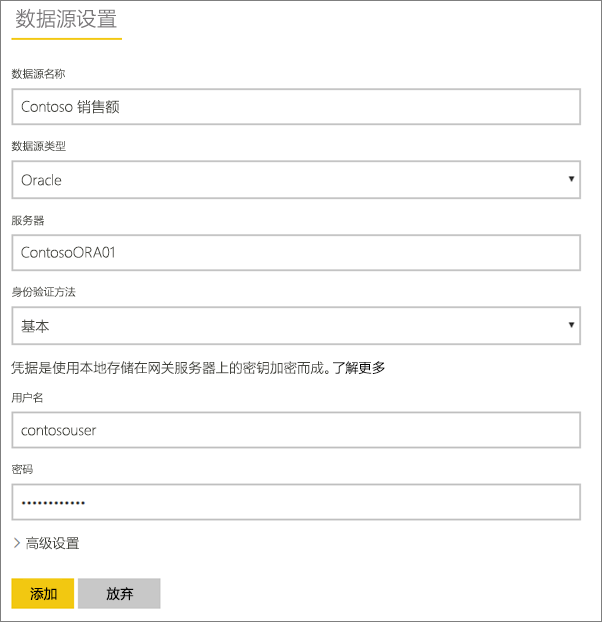 数据源设置
数据源名称
Contoso 销售额
数据源类型
Oracle
服务器
ContosoORA01
身份验证方法
基本
凭据是使用本地存储在网关服务器上的密钥加密而成。了解更多
用户名
contosouser
密码
••••••••••••
高级设置
添加 放弃